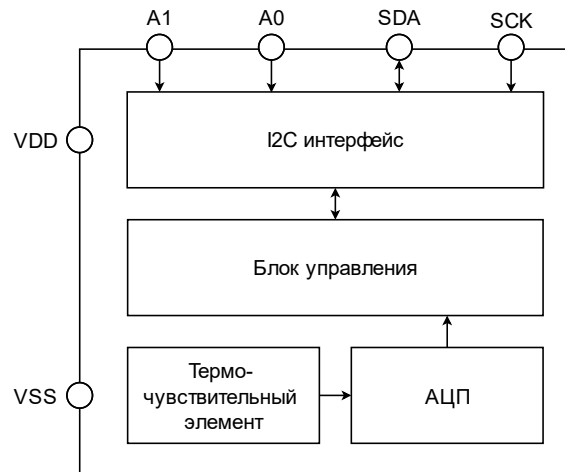 A1
A0
SDA
SCK
VDD
I2C интерфейс
Блок управления
VSS
Термо-
чувствительный
элемент
АЦП